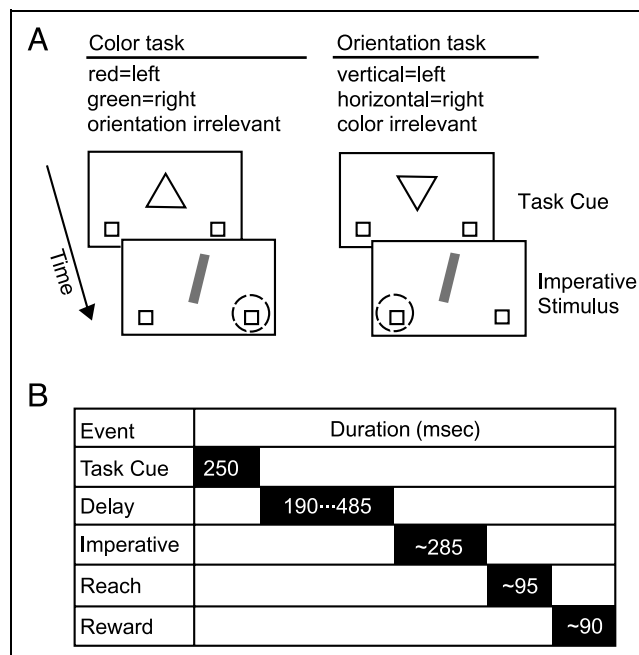 A
Color task
red=left
green=right
orientation irrelevant
Orientation task
vertical=left
horizontal=right
color irrelevant
Task Cue
Time
Imperative
Stimulus
B
Event Duration (msec)
Task Cue 250
Delay 190···485
Imperative ~285
Reach ~95
Reward ~90